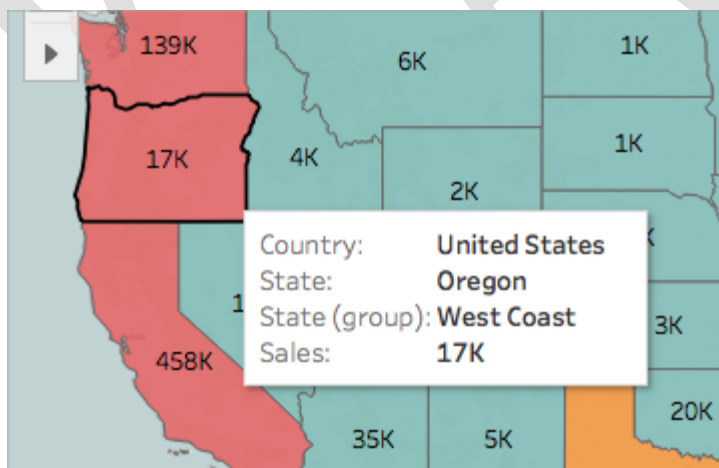 139K
6K
1K
17K
4K
1K
2K
Country: United States
State: Oregon
State (group): West Coast
Sales: 17K
3K
458K
20K
35K
5K